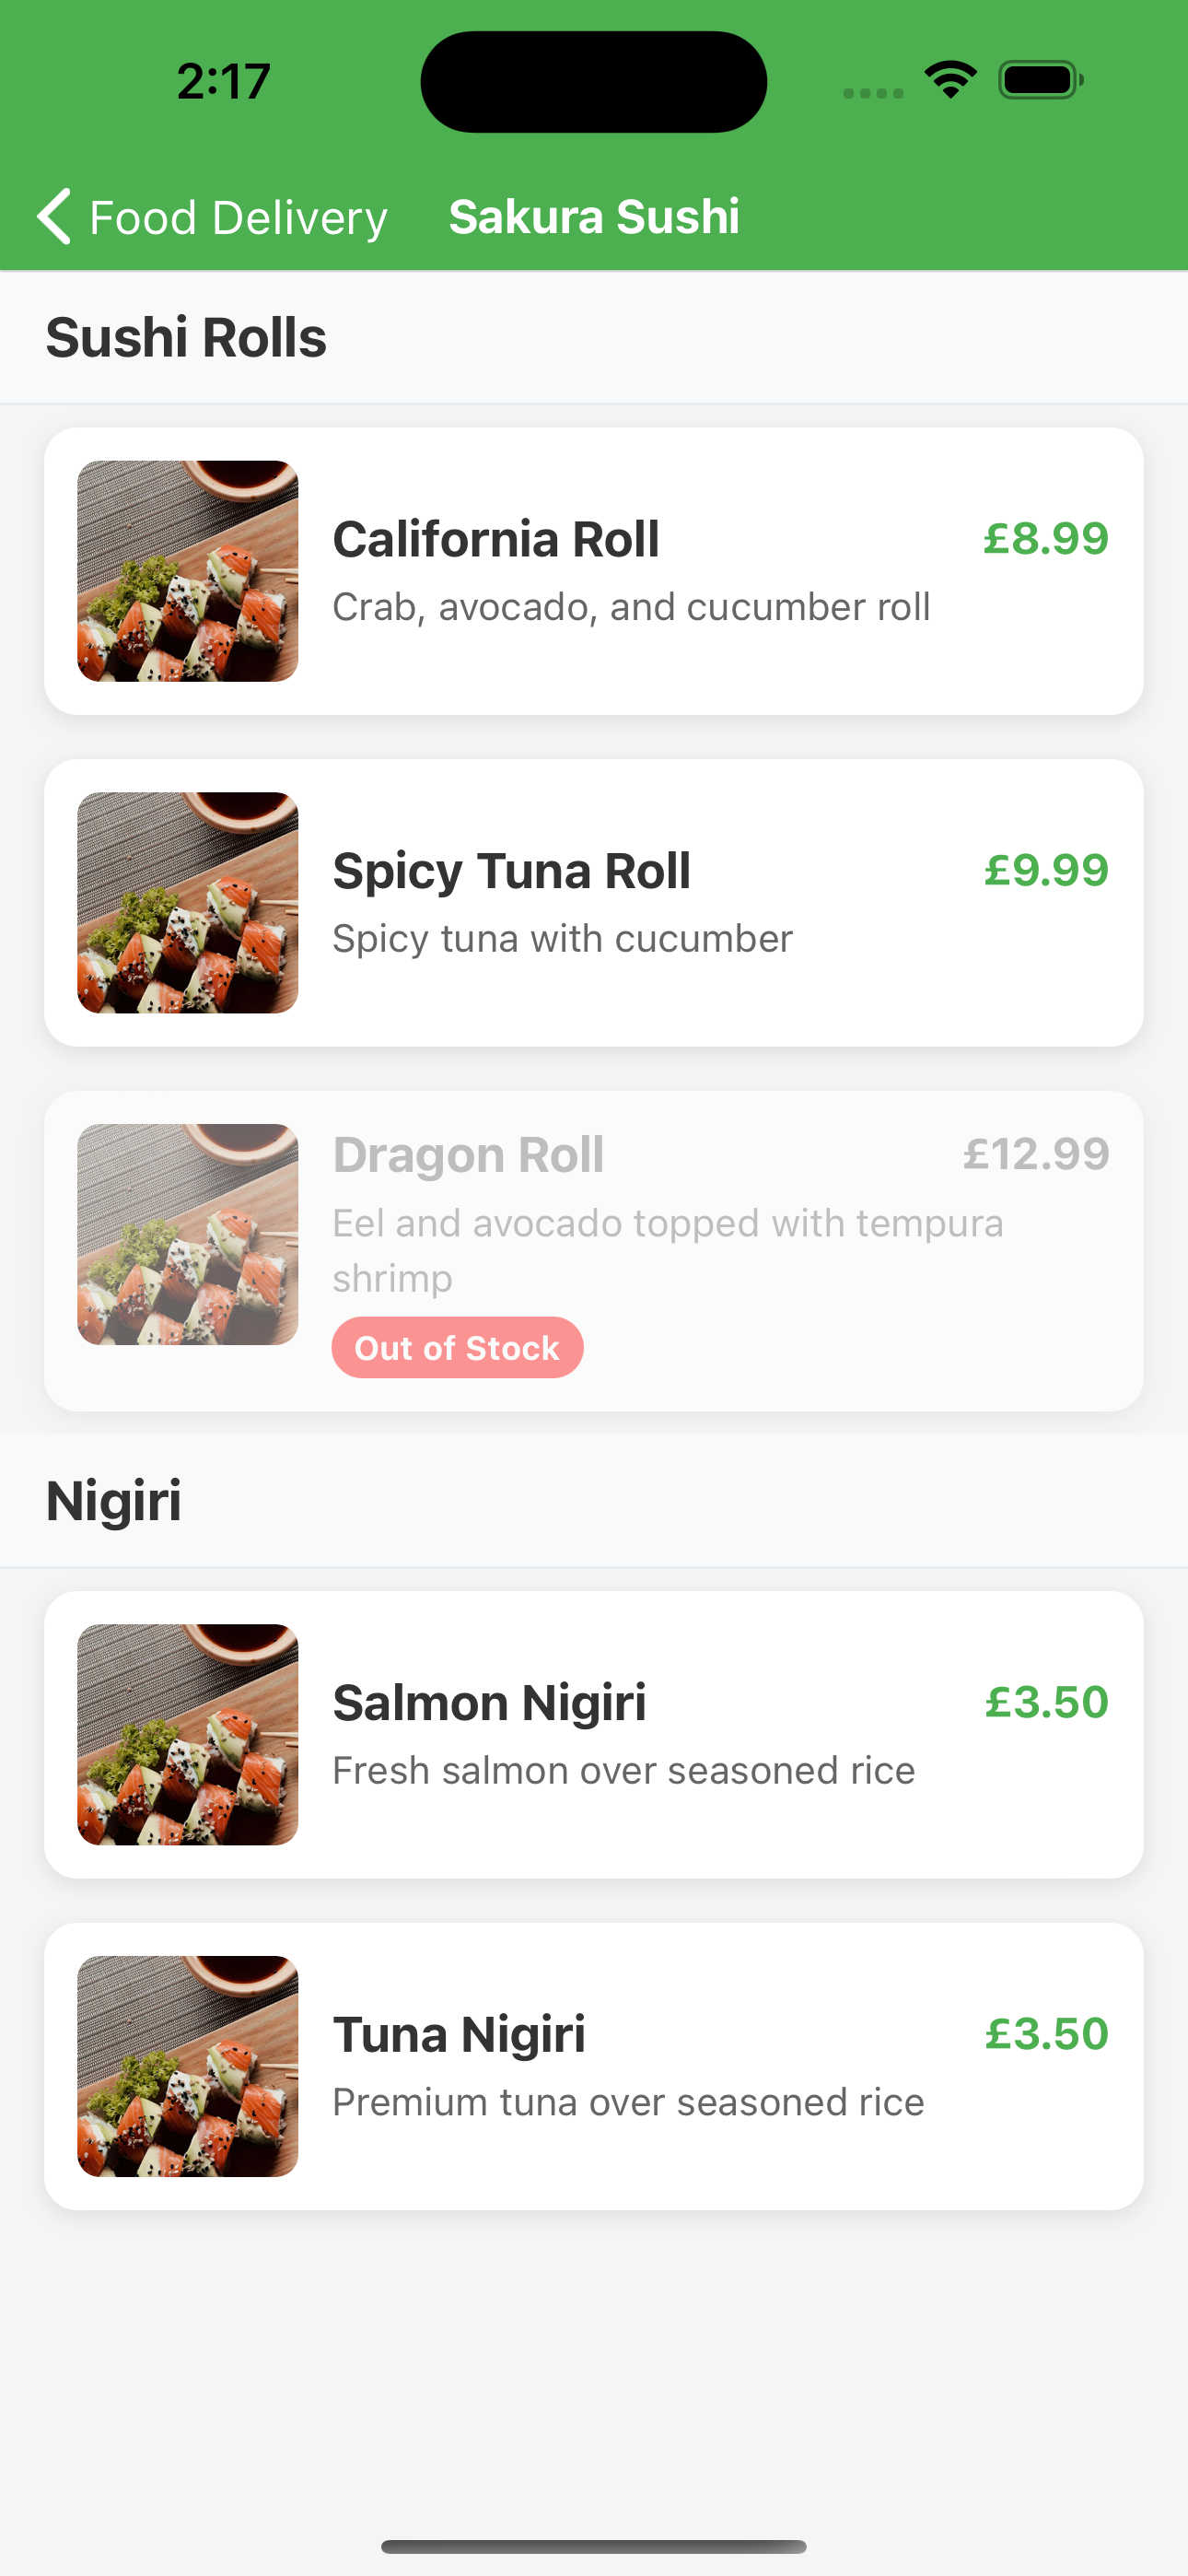 2:17
Food Delivery
Sakura Sushi
Sushi Rolls
California Roll
£8.99
Crab, avocado, and cucumber roll
Spicy Tuna Roll
£9.99
Spicy tuna with cucumber
Dragon Roll
£12.99
Eel and avocado topped with tempura
shrimp
Out of Stock
Nigiri
Salmon Nigiri
£3.50
Fresh salmon over seasoned rice
Tuna Nigiri
£3.50
Premium tuna over seasoned rice